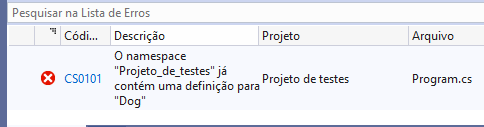 Pesquisar na Lista de Erros
Códi... Descrição Projeto Arquivo
O namespace
"Projeto_de_testes" já
CS0101 contém uma definição para Projeto de testes Program.cs
"Dog"